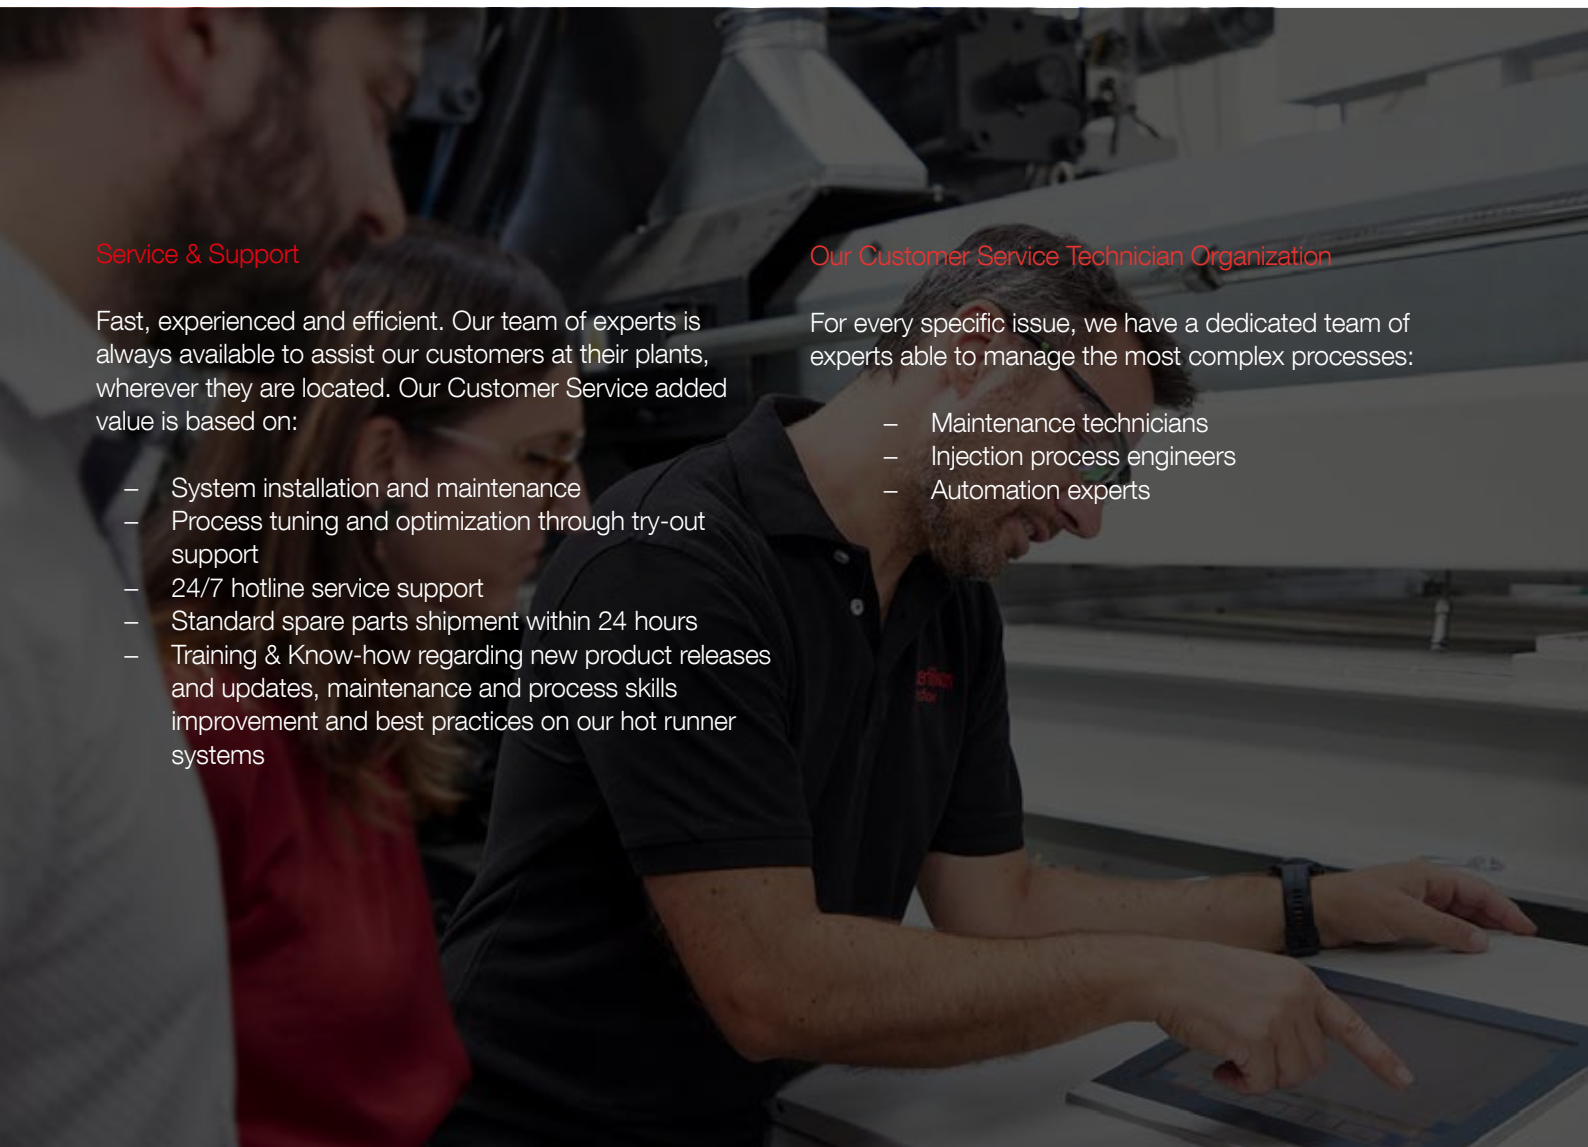 Service & Support
Fast, experienced and efficient. Our team of experts is
always available to assist our customers at their plants,
wherever they are located. Our Customer Service added
value is based on:
– System installation and maintenance
– Process tuning and optimization through try-out
support
– 24/7 hotline service support
– Standard spare parts shipment within 24 hours
– Training & Know-how regarding new product releases
and updates, maintenance and process skills
improvement and best practices on our hot runner
systems
Our Customer Service Technician Organization
For every specific issue, we have a dedicated team of
experts able to manage the most complex processes:
– Maintenance technicians
– Injection process engineers
– Automation experts